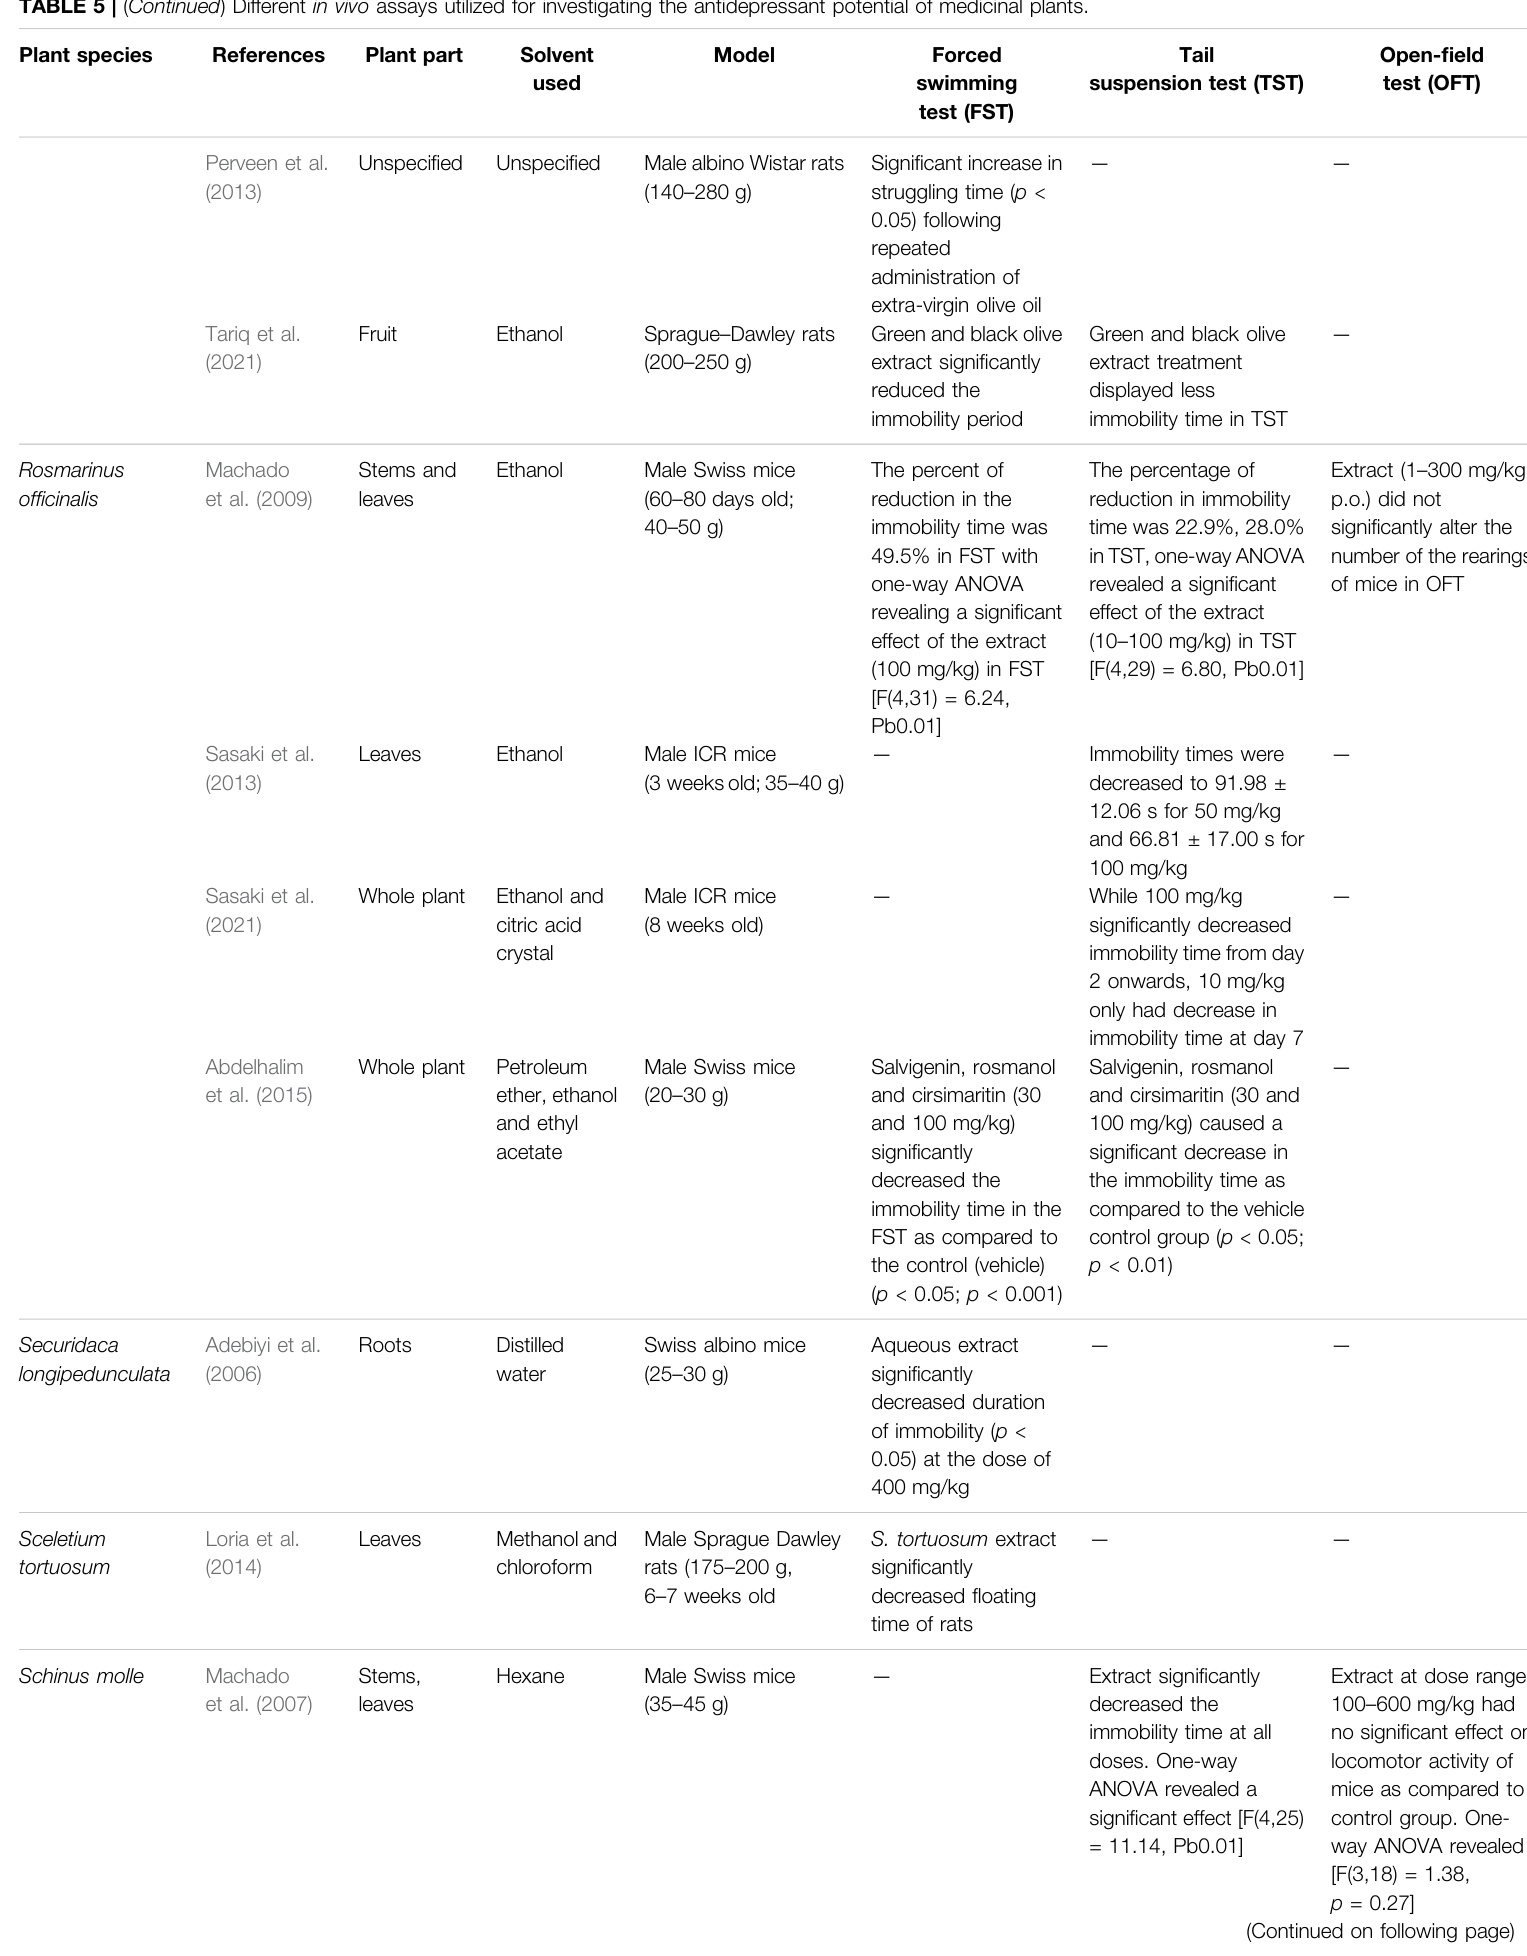 TABLE 5 | (Continued) Different in vivo assays utilized for investigating the antidepressant potential of medicinal plants.
Plant species References Plant part Solvent used Model Forced swimming test (FST) Tail suspension test (TST) Open-field test (OFT)
Perveen et al. (2013)
Unspecified
Unspecified
Male albino Wistar rats
(140–280 g)
Significant increase in
struggling time (p <
0.05) following
repeated
administration of
extra-virgin olive oil
—
—
Tariq et al.
(2021)
Fruit
Ethanol
Sprague–Dawley rats
(200–250 g)
Green and black olive
extract significantly
reduced the
immobility period
Green and black olive
extract treatment
displayed less
immobility time in TST
—
Rosmarinus
officinalis
Machado
et al. (2009)
Stems and
leaves
Ethanol
Male Swiss mice
(60–80 days old;
40–50 g)
The percent of
reduction in the
immobility time was
49.5% in FST with
one-way ANOVA
revealing a significant
effect of the extract
(100 mg/kg) in FST
[F(4,31) = 6.24,
Pb0.01]
The percentage of
reduction in immobility
time was 22.9%, 28.0%
in TST, one-way ANOVA
revealed a significant
effect of the extract
(10–100 mg/kg) in TST
[F(4,29) = 6.80, Pb0.01]
Extract (1–300 mg/kg
p.o.) did not
significantly alter the
number of the rearings
of mice in OFT
Sasaki et al.
(2013)
Leaves
Ethanol
Male ICR mice
(3 weeks old; 35–40 g)
—
Immobility times were
decreased to 91.98 ±
12.06 s for 50 mg/kg
and 66.81 ± 17.00 s for
100 mg/kg
—
Sasaki et al.
(2021)
Whole plant
Ethanol and
citric acid
crystal
Male ICR mice
(8 weeks old)
—
While 100 mg/kg
significantly decreased
immobility time from day
2 onwards, 10 mg/kg
only had decrease in
immobility time at day 7
—
Abdelhalim
et al. (2015)
Whole plant
Petroleum
ether, ethanol
and ethyl
acetate
Male Swiss mice
(20–30 g)
Salvigenin, rosmanol
and cirsimaritin (30
and 100 mg/kg)
significantly
decreased the
immobility time in the
FST as compared to
the control (vehicle)
(p < 0.05; p < 0.001)
Salvigenin, rosmanol
and cirsimaritin (30 and
100 mg/kg) caused a
significant decrease in
the immobility time as
compared to the vehicle
control group (p < 0.05;
p < 0.01)
—
Securidaca
longipedunculata
Adebiyi et al.
(2006)
Roots
Distilled
water
Swiss albino mice
(25–30 g)
Aqueous extract
significantly
decreased duration
of immobility (p <
0.05) at the dose of
400 mg/kg
—
—
Sceletium
tortuosum
Loria et al.
(2014)
Leaves
Methanol and
chloroform
Male Sprague Dawley
rats (175–200 g,
6–7 weeks old
S. tortuosum extract
significantly
decreased floating
time of rats
—
—
Schinus molle
Machado
et al. (2007)
Stems,
leaves
Hexane
Male Swiss mice
(35–45 g)
—
Extract significantly
decreased the
immobility time at all
doses. One-way
ANOVA revealed a
significant effect [F(4,25)
= 11.14, Pb0.01]
Extract at dose range
100–600 mg/kg had
no significant effect on
locomotor activity of
mice as compared to
control group. One-
way ANOVA revealed
[F(3,18) = 1.38,
p = 0.27]
(Continued on following page)